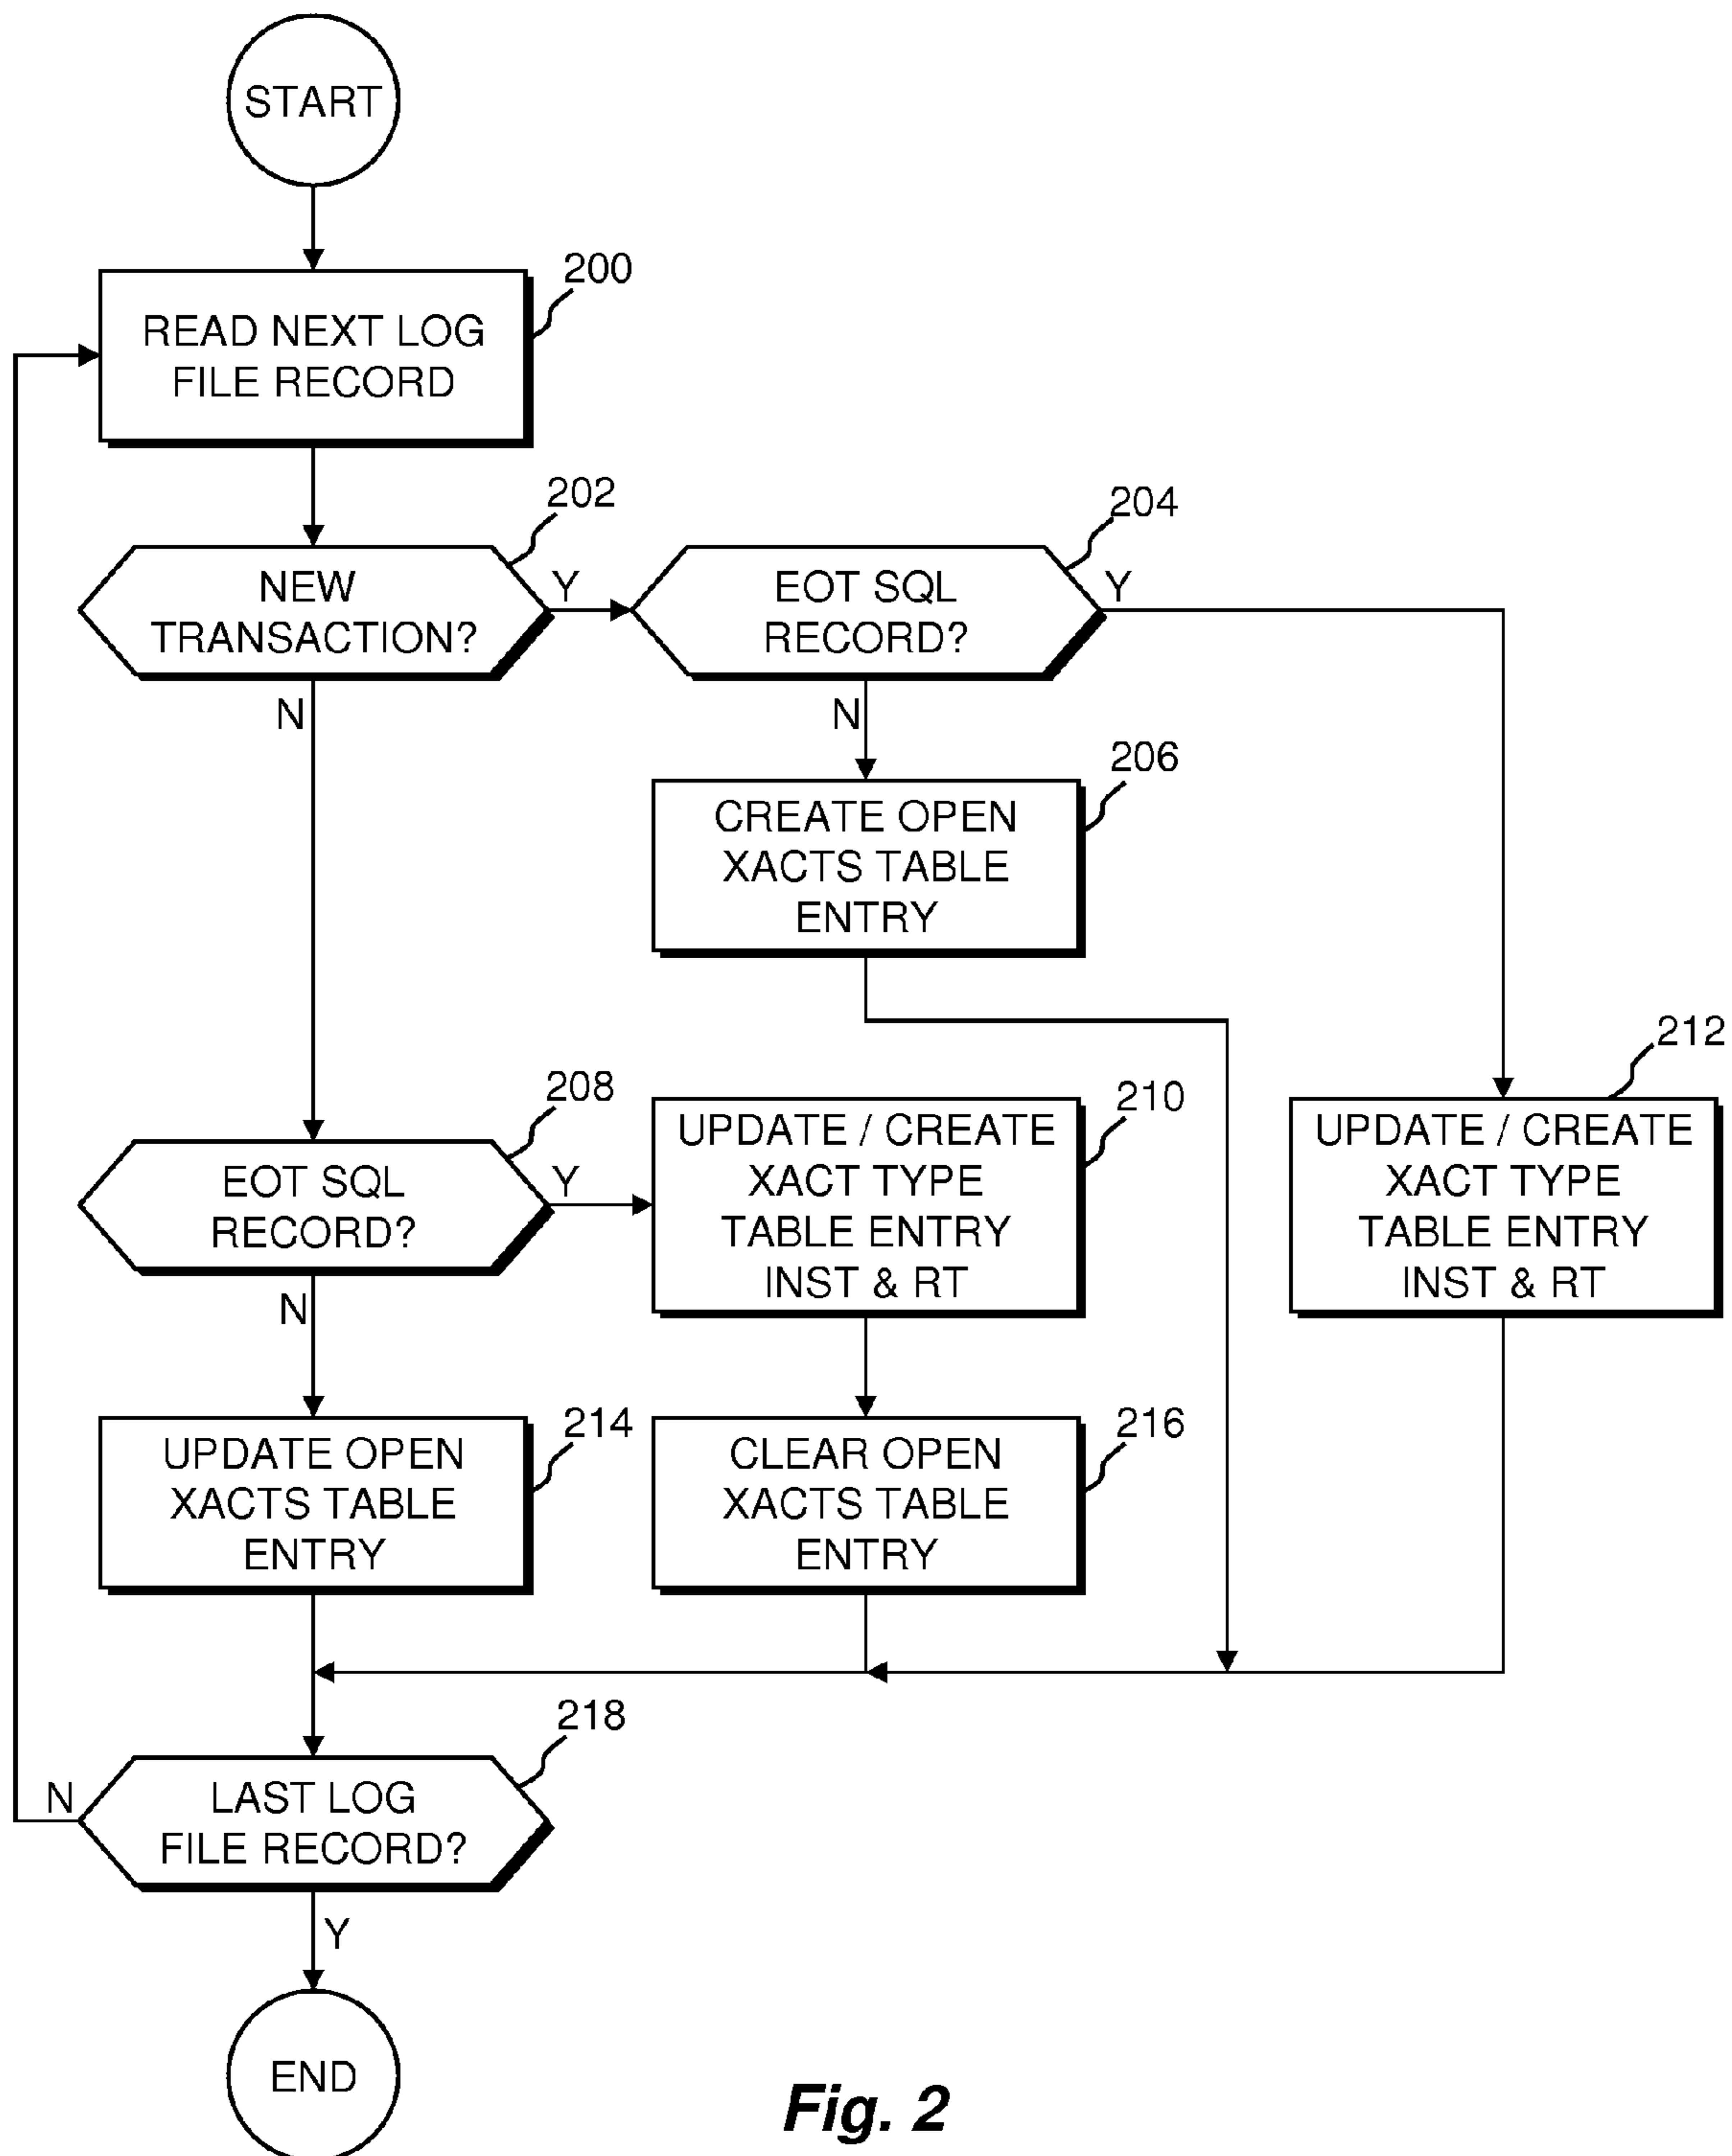 START
200
READ NEXT LOG
FILE RECORD
202
NEW
TRANSACTION?
Y
N
204
EOT SQL
RECORD?
Y
N
206
CREATE OPEN
XACTS TABLE
ENTRY
208
EOT SQL
RECORD?
Y
N
210
UPDATE / CREATE
XACT TYPE
TABLE ENTRY
INST & RT
212
UPDATE / CREATE
XACT TYPE
TABLE ENTRY
INST & RT
214
UPDATE OPEN
XACTS TABLE
ENTRY
216
CLEAR OPEN
XACTS TABLE
ENTRY
218
LAST LOG
FILE RECORD?
N
Y
END
Fig. 2